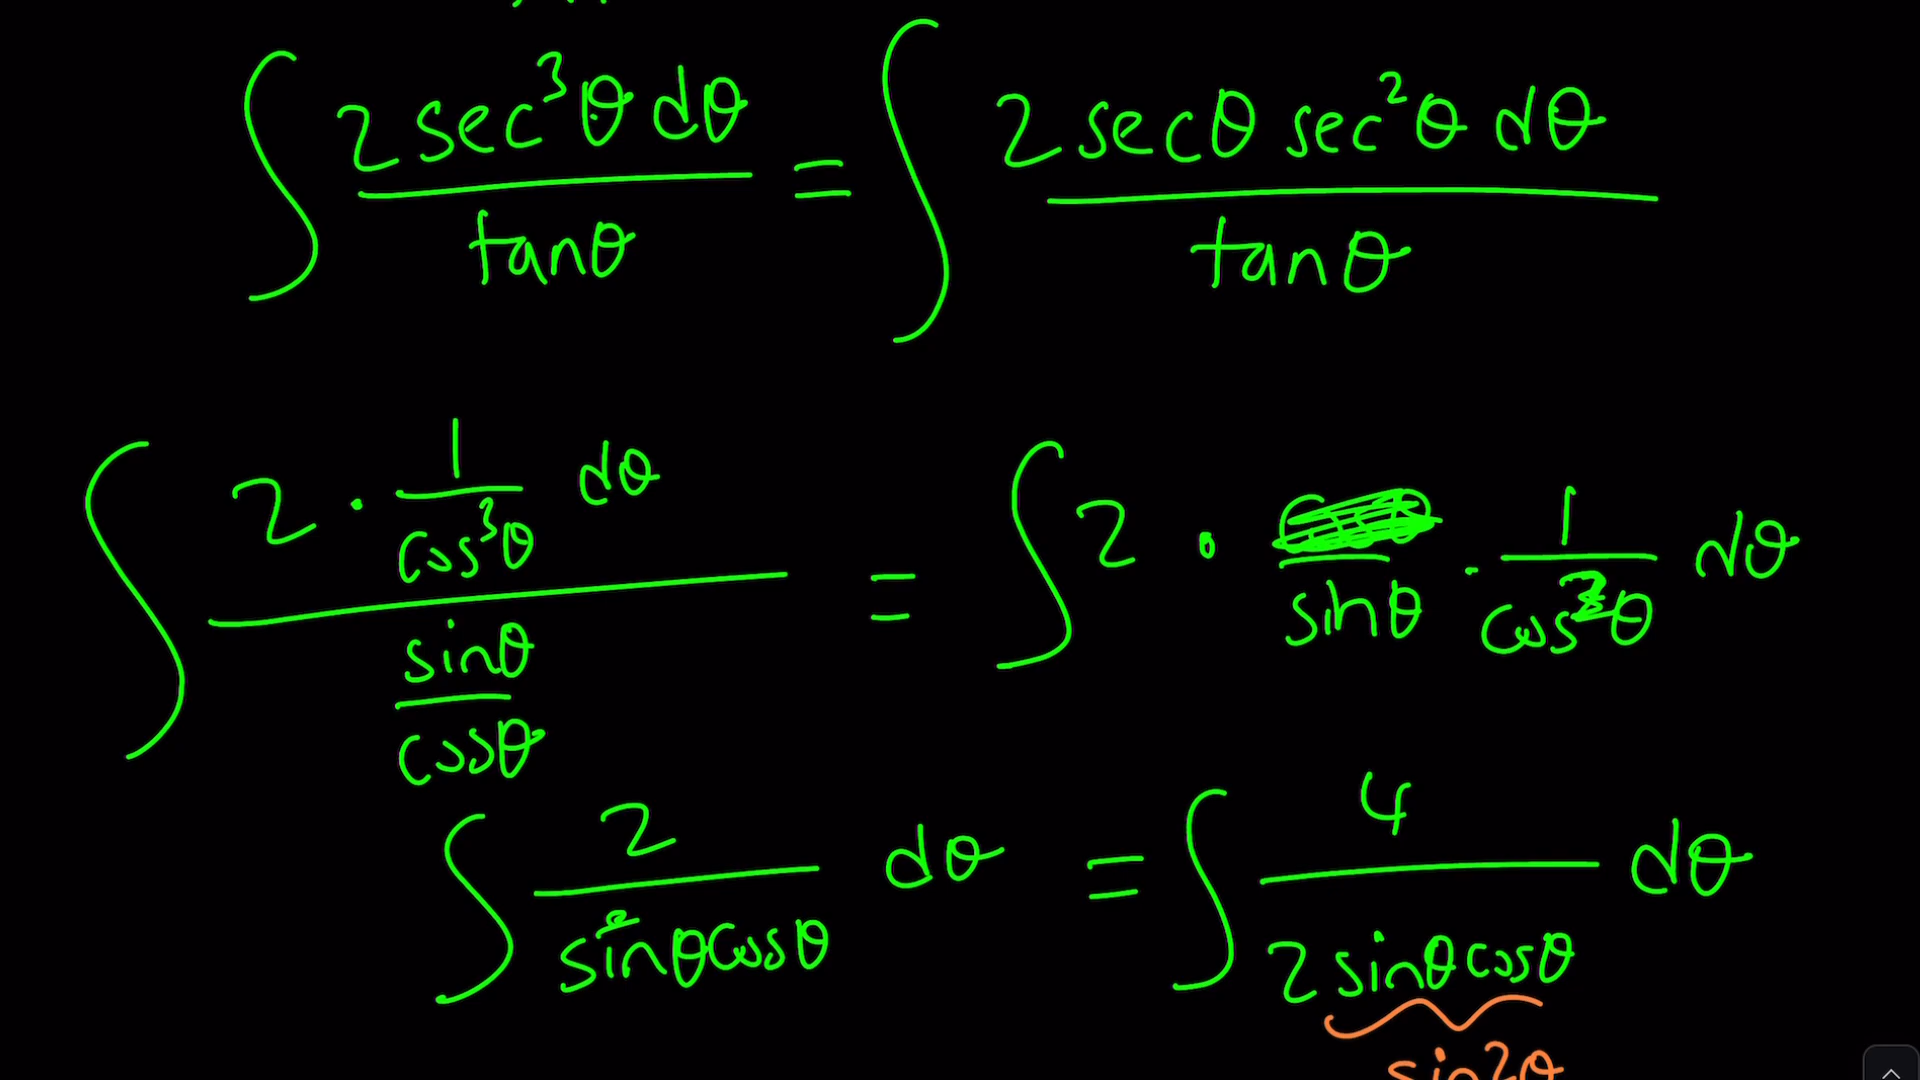 ∫ 2sec³θ dθ / tanθ = ∫ 2secθ sec²θ dθ / tanθ
∫ 2 · 1/cos³θ dθ / (sinθ/cosθ) = ∫ 2 · /sinθ · 1/cos²θ dθ
∫ 2/(sinθcosθ) dθ = ∫ 4/(2sinθcosθ) dθ
sin2θ